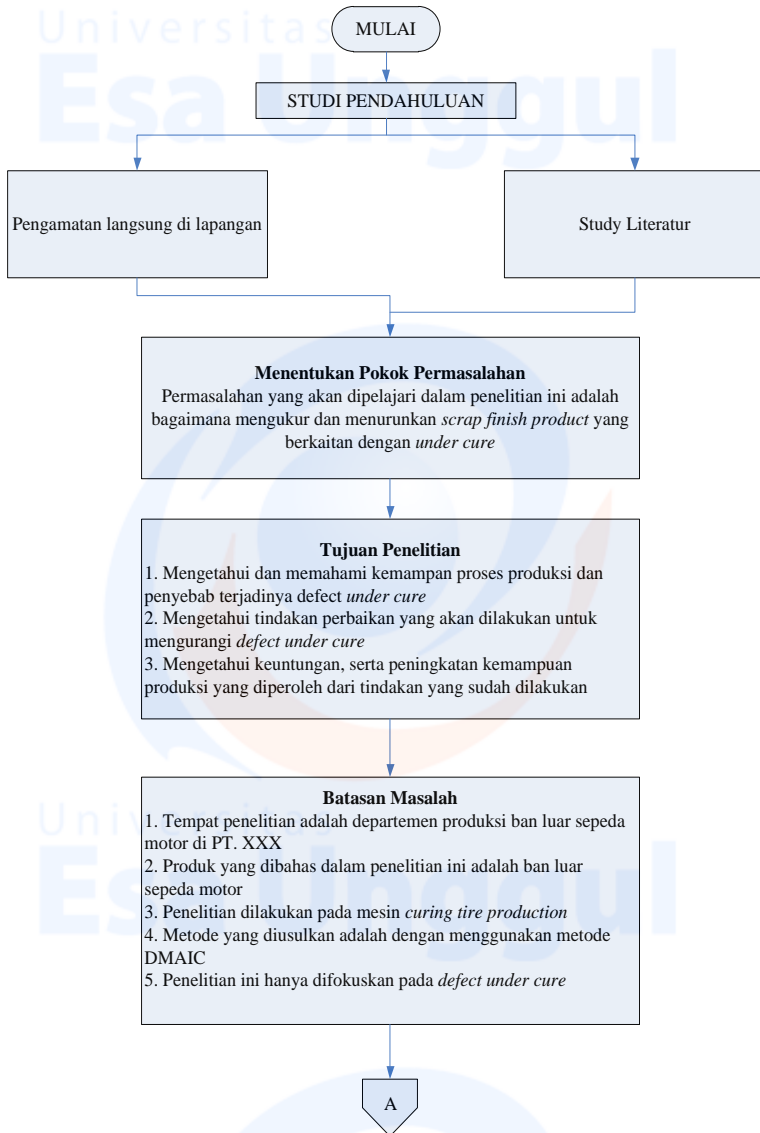 Universitas
Esa Unggul
MULAI
STUDI PENDAHULUAN
Pengamatan langsung di lapangan
Study Literatur
Menentukan Pokok Permasalahan
Permasalahan yang akan dipelajari dalam penelitian ini adalah
bagaimana mengukur dan menurunkan scrap finish product yang
berkaitan dengan under cure
Tujuan Penelitian
1. Mengetahui dan memahami kemampan proses produksi dan
penyebab terjadinya defect under cure
2. Mengetahui tindakan perbaikan yang akan dilakukan untuk
mengurangi defect under cure
3. Mengetahui keuntungan, serta peningkatan kemampuan
produksi yang diperoleh dari tindakan yang sudah dilakukan
Universitas
Esa Unggul
Batasan Masalah
1. Tempat penelitian adalah departemen produksi ban luar sepeda
motor di PT. XXX
2. Produk yang dibahas dalam penelitian ini adalah ban luar
sepeda motor
3. Penelitian dilakukan pada mesin curing tire production
4. Metode yang diusulkan adalah dengan menggunakan metode
DMAIC
5. Penelitian ini hanya difokuskan pada defect under cure
A